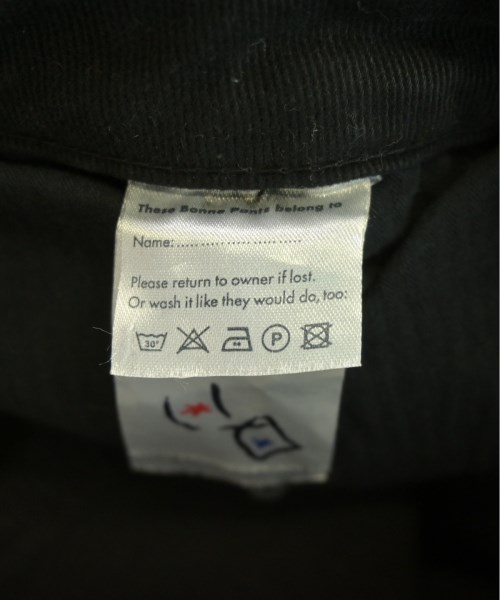 These Bonne Pants belong to
Name:........................
Please return to owner if lost.
Or wash it like they would do, too:
30°
P